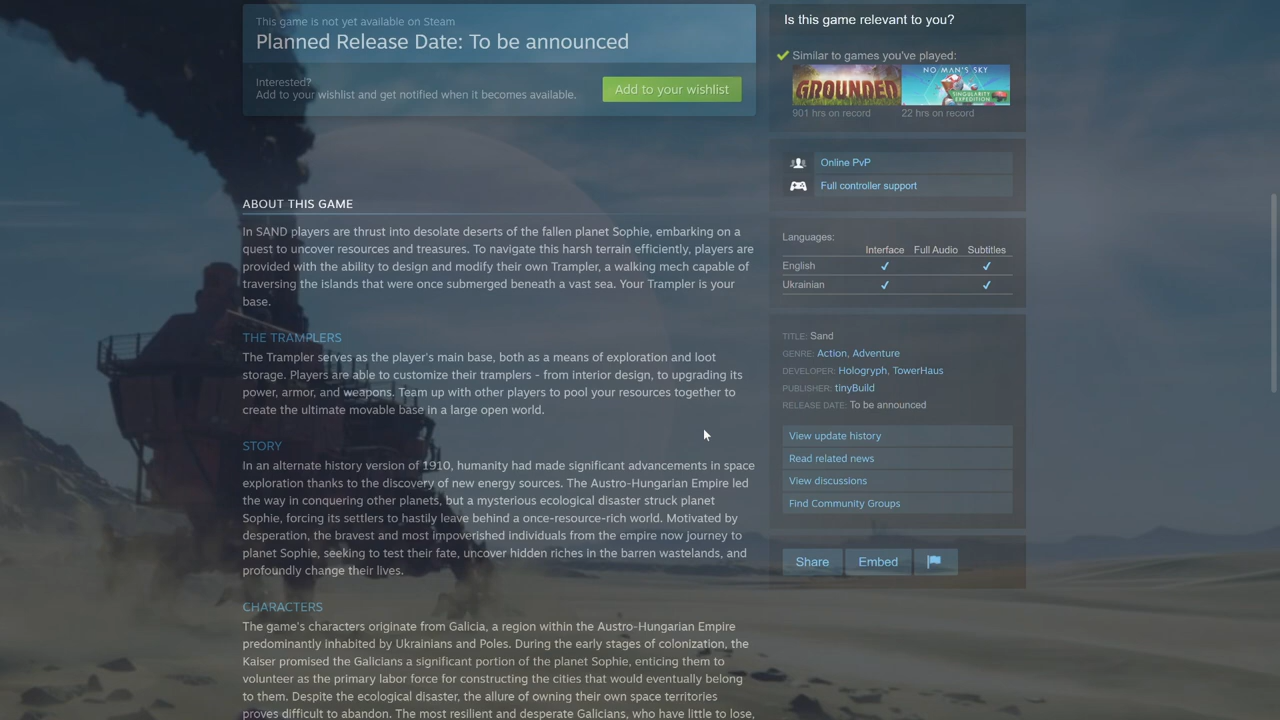 This game is not yet available on Steam
Planned Release Date: To be announced
Interested?
Add to your wishlist and get notified when it becomes available.
Add to your wishlist
ABOUT THIS GAME
In SAND players are thrust into desolate deserts of the fallen planet Sophie, embarking on a
quest to uncover resources and treasures. To navigate this harsh terrain efficiently, players are
provided with the ability to design and modify their own Trampler, a walking mech capable of
traversing the islands that were once submerged beneath a vast sea. Your Trampler is your
base.
THE TRAMPLERS
The Trampler serves as the player's main base, both as a means of exploration and loot
storage. Players are able to customize their tramplers - from interior design, to upgrading its
power, armor, and weapons. Team up with other players to pool your resources together to
create the ultimate movable base in a large open world.
STORY
In an alternate history version of 1910, humanity had made significant advancements in space
exploration thanks to the discovery of new energy sources. The Austro-Hungarian Empire led
the way in conquering other planets, but a mysterious ecological disaster struck planet
Sophie, forcing its settlers to hastily leave behind a once-resource-rich world. Motivated by
desperation, the bravest and most impoverished individuals from the empire now journey to
planet Sophie, seeking to test their fate, uncover hidden riches in the barren wastelands, and
profoundly change their lives.
CHARACTERS
The game's characters originate from Galicia, a region within the Austro-Hungarian Empire
predominantly inhabited by Ukrainians and Poles. During the early stages of colonization, the
Kaiser promised the Galicians a significant portion of the planet Sophie, enticing them to
volunteer as the primary labor force for constructing the cities that would eventually belong
to them. Despite the ecological disaster, the allure of owning their own space territories
proves difficult to abandon. The most resilient and desperate Galicians, who have little to lose,
Is this game relevant to you?
Similar to games you've played:
GROUNDED
NO MAN'S SKY
SINGULARITY
EXPEDITION
901 hrs on record
22 hrs on record
Online PvP
Full controller support
Languages:
Interface Full Audio Subtitles
English ✓ ✓
Ukrainian ✓ ✓
TITLE: Sand
GENRE: Action, Adventure
DEVELOPER: Hologryph, TowerHaus
PUBLISHER: tinyBuild
RELEASE DATE: To be announced
View update history
Read related news
View discussions
Find Community Groups
Share Embed